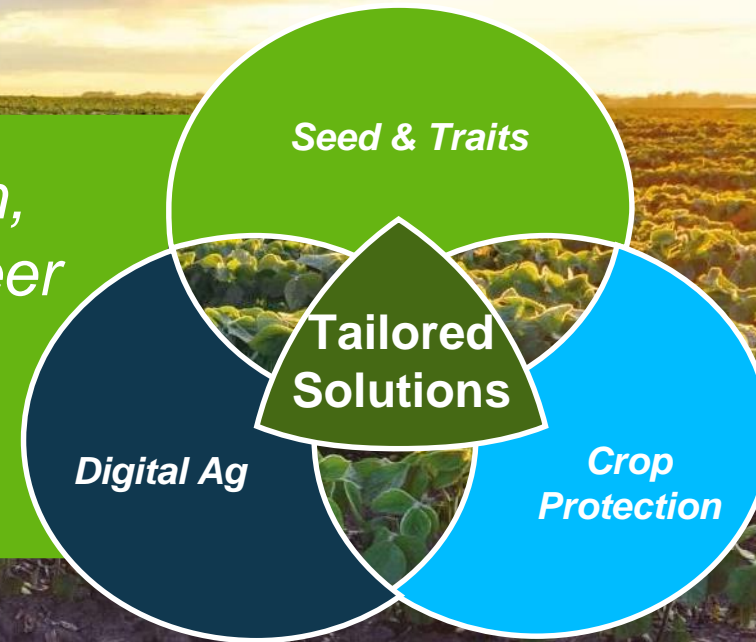 Seed & Traits
Tailored
Solutions
Digital Ag
Crop
Protection